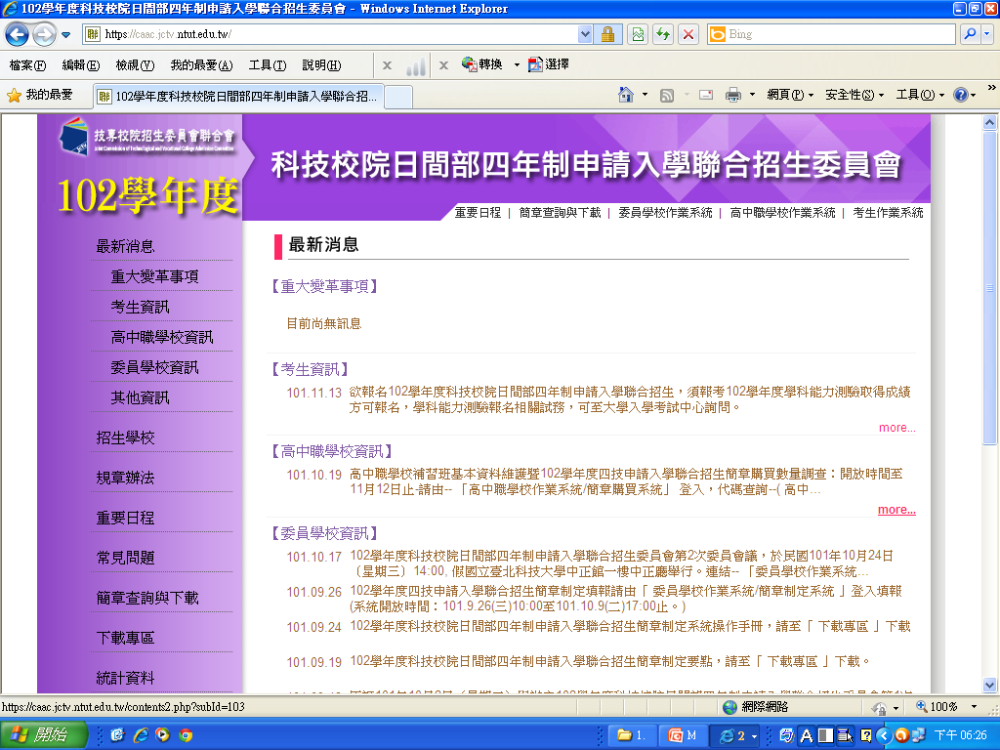 102學年度科技校院日間部四年制申請入學聯合招生委員會 - Windows Internet Explorer
https://caac.jctv.ntut.edu.tw/
Bing
檔案(F) 編輯(E) 檢視(V) 我的最愛(A) 工具(T) 說明(H) 轉換 選擇
我的最愛 102學年度科技校院日間部四年制申請入學聯合招... 網頁(P) 安全性(S) 工具(O)
技專校院招生委員會聯合會
Joint Commission of Technological and Vocational College Admission Committee
102學年度
科技校院日間部四年制申請入學聯合招生委員會
重要日程 | 簡章查詢與下載 | 委員學校作業系統 | 高中職學校作業系統 | 考生作業系統
最新消息
重大變革事項
考生資訊
高中職學校資訊
委員學校資訊
其他資訊
招生學校
規章辦法
重要日程
常見問題
簡章查詢與下載
下載專區
統計資料
最新消息
【重大變革事項】
目前尚無訊息
【考生資訊】
101.11.13 欲報名102學年度科技校院日間部四年制申請入學聯合招生，須報考102學年度學科能力測驗取得成績
方可報名，學科能力測驗報名相關試務，可至大學入學考試中心詢問。
more...
【高中職學校資訊】
101.10.19 高中職學校補習班基本資料維護暨102學年度四技申請入學聯合招生簡章購買數量調查：開放時間至
11月12日止-請由-- 「高中職學校作業系統/簡章購買系統」 登入，代碼查詢--( 高中...
more...
【委員學校資訊】
101.10.17 102學年度科技校院日間部四年制申請入學聯合招生委員會第2次委員會議，於民國101年10月24日
〔星期三〕14:00, 假國立臺北科技大學中正館一樓中正廳舉行。連結-- 「委員學校作業系統...
101.09.26 102學年度四技申請入學聯合招生簡章制定填報請由「 委員學校作業系統/簡章制定系統 」登入填報
(系統開放時間：101.9.26(三)10:00至101.10.9(二)17:00止。)
101.09.24 102學年度科技校院日間部四年制申請入學聯合招生簡章制定系統操作手冊，請至「 下載專區 」下載
101.09.19 102學年度科技校院日間部四年制申請入學聯合招生簡章制定要點，請至「 下載專區 」下載。
https://caac.jctv.ntut.edu.tw/contents2.php?subId=103 網際網路 100%
開始 1. M 2 A 下午 06:26